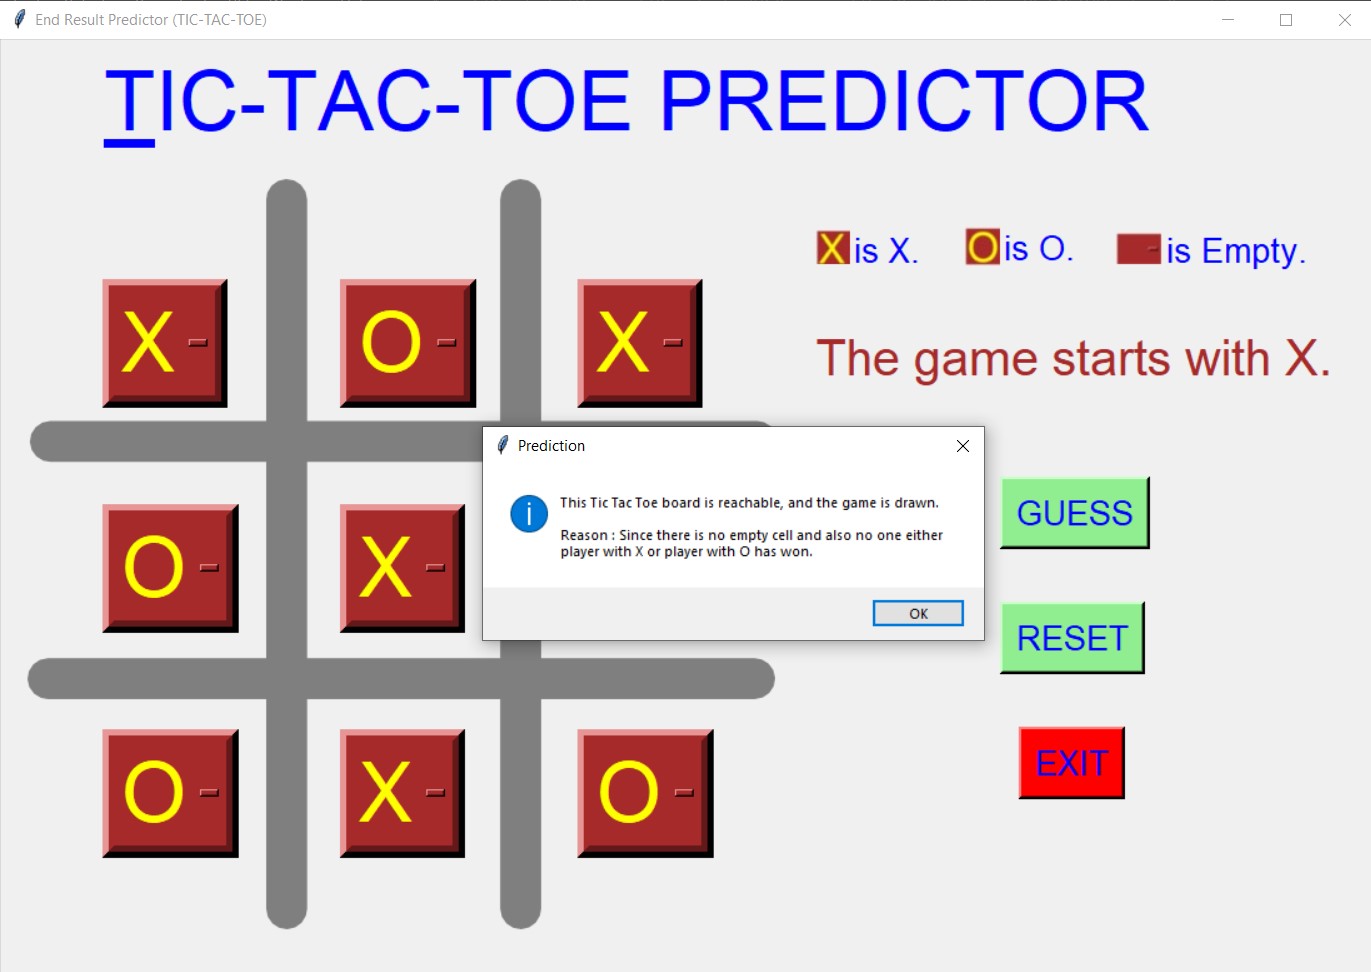 End Result Predictor (TIC-TAC-TOE)
TIC-TAC-TOE PREDICTOR
X is X. O is O. - is Empty.
The game starts with X.
X O X
O X
O X O
Prediction
This Tic Tac Toe board is reachable, and the game is drawn.
Reason : Since there is no empty cell and also no one either
player with X or player with O has won.
OK
GUESS
RESET
EXIT